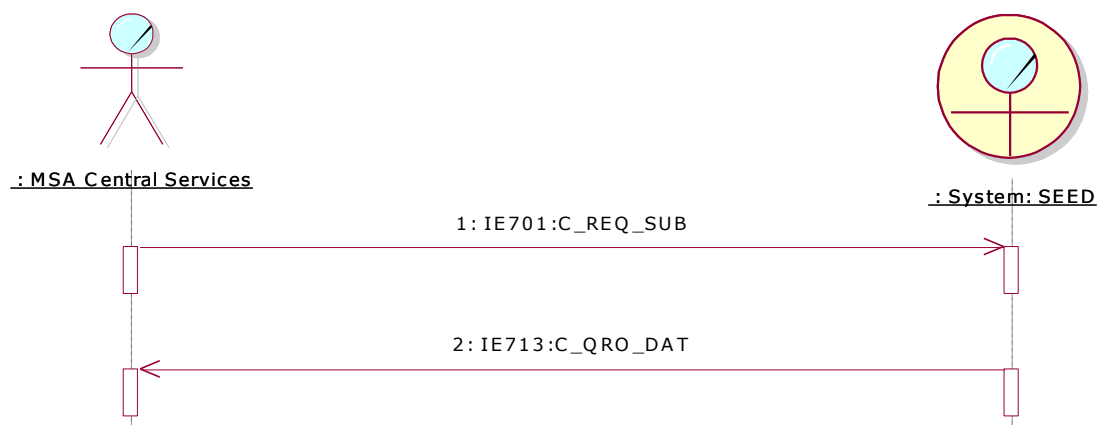 : MSA Central Services
: System: SEED
1: IE701:C_REQ_SUB
2: IE713:C_QRO_DAT